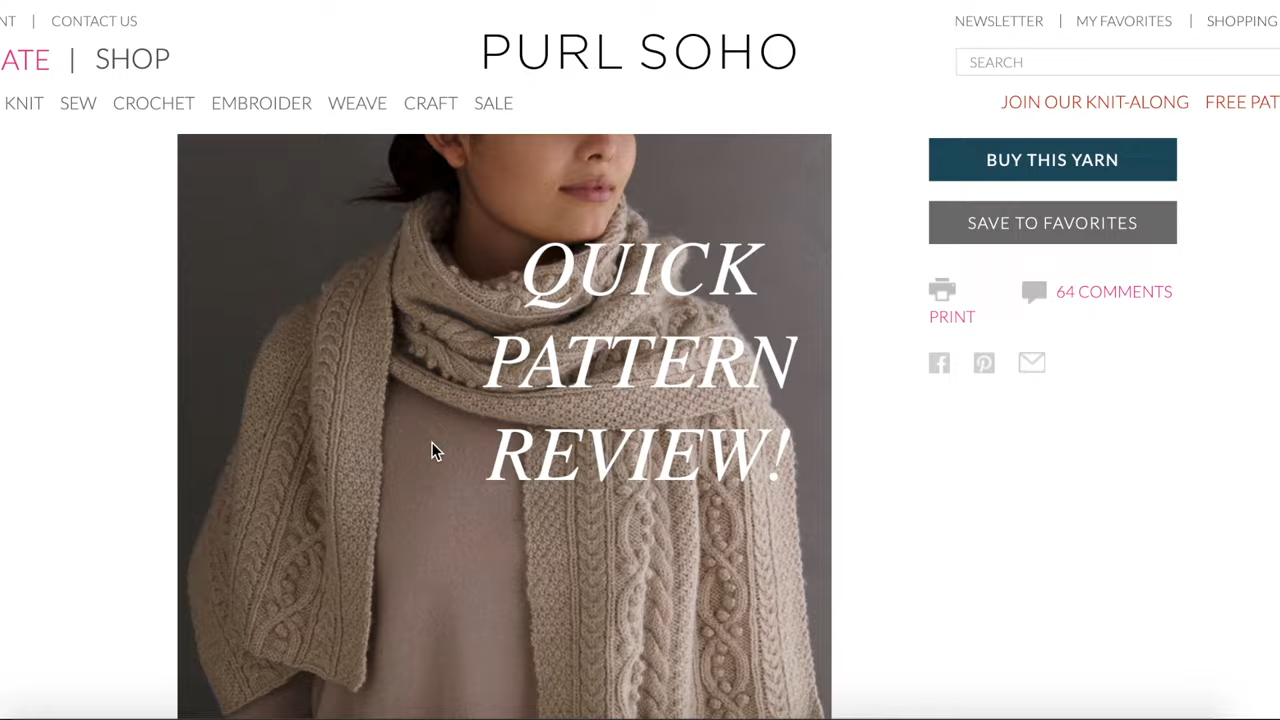 NT | CONTACT US
NEWSLETTER | MY FAVORITES | SHOPPING
ATE | SHOP
PURL SOHO
SEARCH
KNIT SEW CROCHET EMBROIDER WEAVE CRAFT SALE
JOIN OUR KNIT-ALONG FREE PAT
BUY THIS YARN
SAVE TO FAVORITES
QUICK
PATTERN
REVIEW!
64 COMMENTS
PRINT